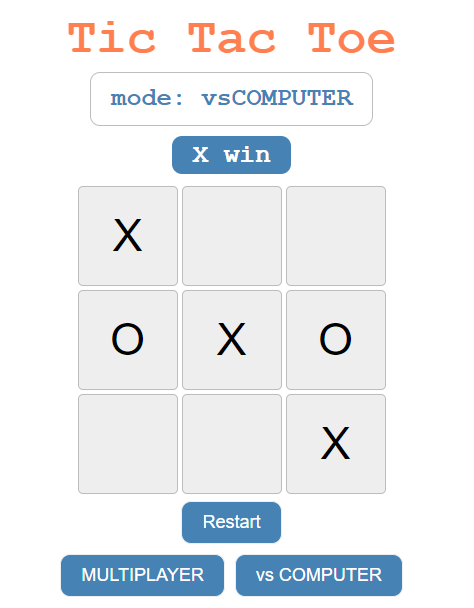 Tic Tac Toe
mode: vsCOMPUTER
X win
X
O X O
X
Restart
MULTIPLAYER vs COMPUTER